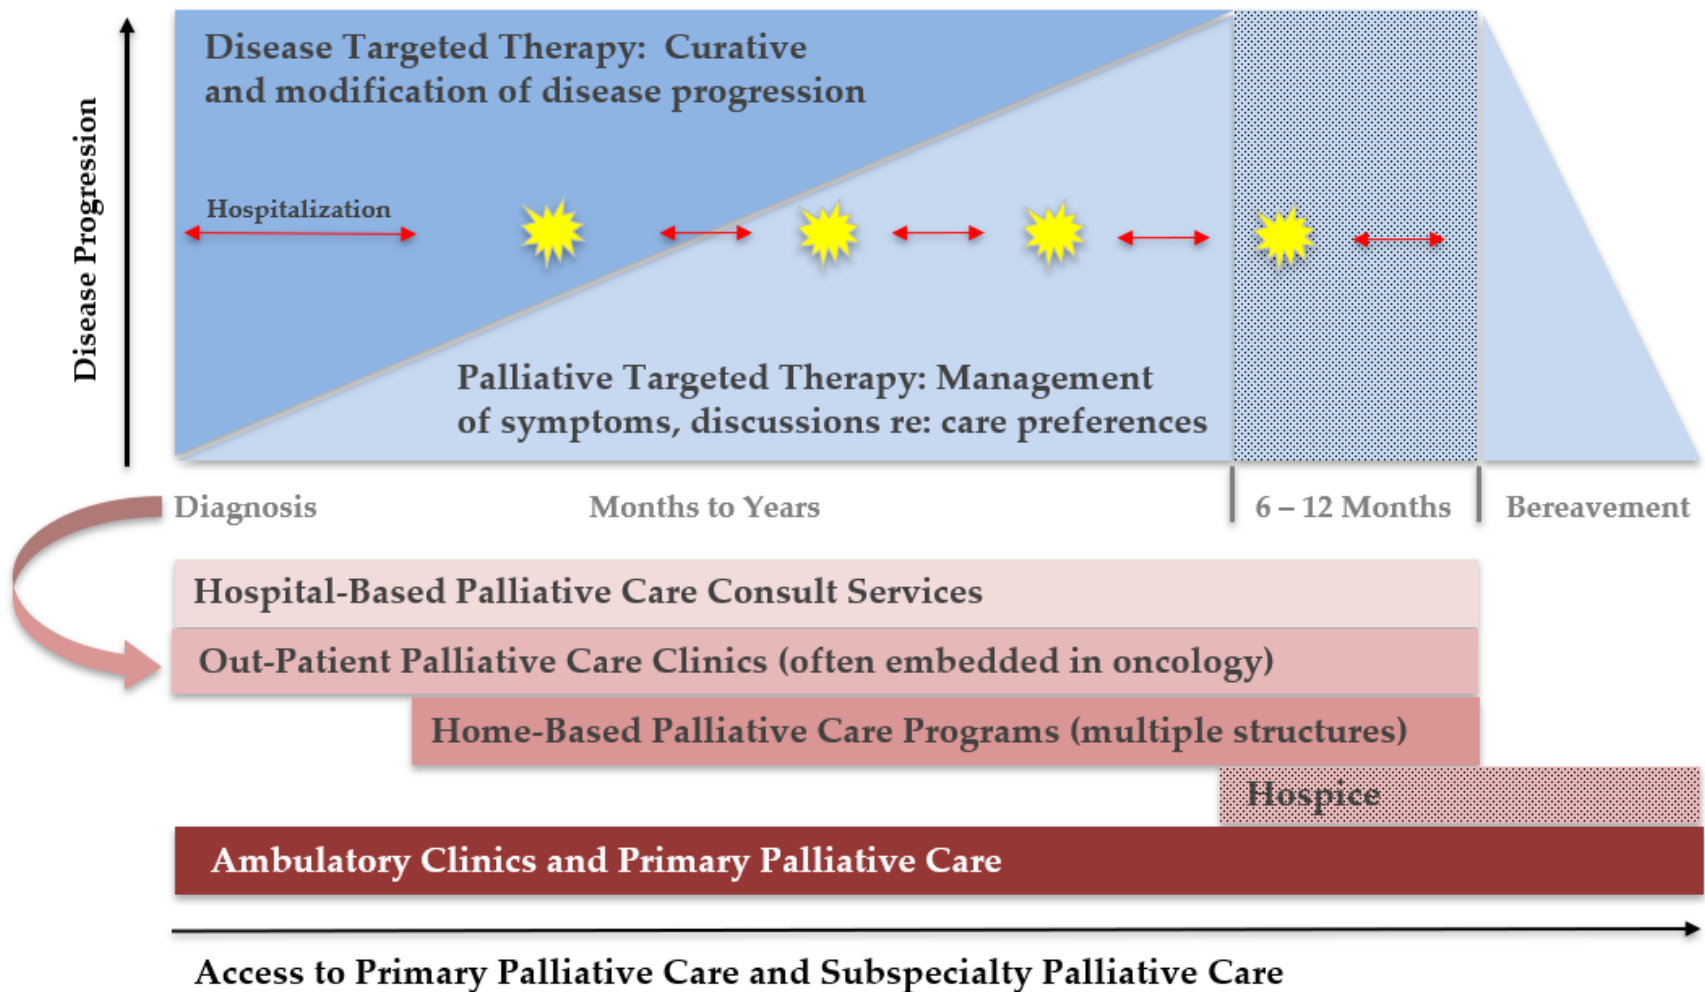 Disease Progression
Disease Targeted Therapy: Curative
and modification of disease progression
Hospitalization
Palliative Targeted Therapy: Management
of symptoms, discussions re: care preferences
Diagnosis
Months to Years
6 – 12 Months
Bereavement
Hospital-Based Palliative Care Consult Services
Out-Patient Palliative Care Clinics (often embedded in oncology)
Home-Based Palliative Care Programs (multiple structures)
Hospice
Ambulatory Clinics and Primary Palliative Care
Access to Primary Palliative Care and Subspecialty Palliative Care